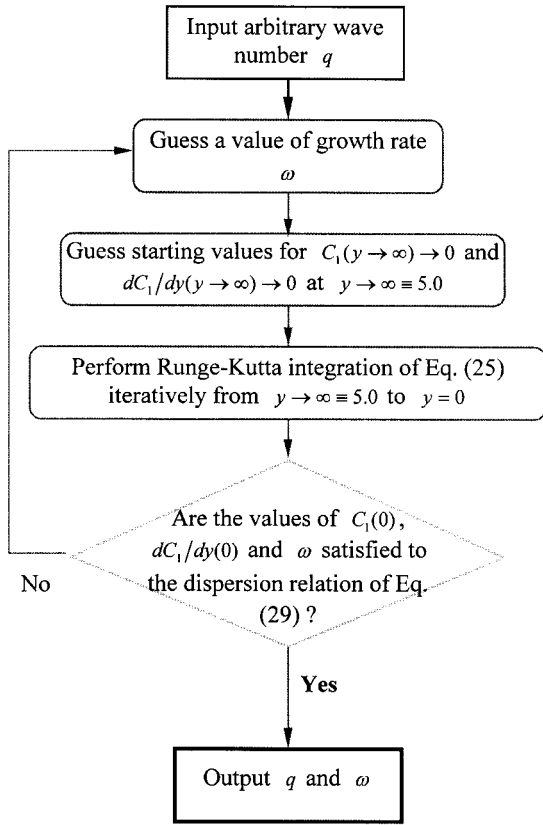 Input arbitrary wave
number q
Guess a value of growth rate
ω
Guess starting values for C₁(y → ∞) → 0 and
dC₁/dy(y → ∞) → 0 at y → ∞ ≡ 5.0
Perform Runge-Kutta integration of Eq. (25)
iteratively from y → ∞ ≡ 5.0 to y = 0
Are the values of C₁(0),
dC₁/dy(0) and ω satisfied to
the dispersion relation of Eq.
(29) ?
No
Yes
Output q and ω